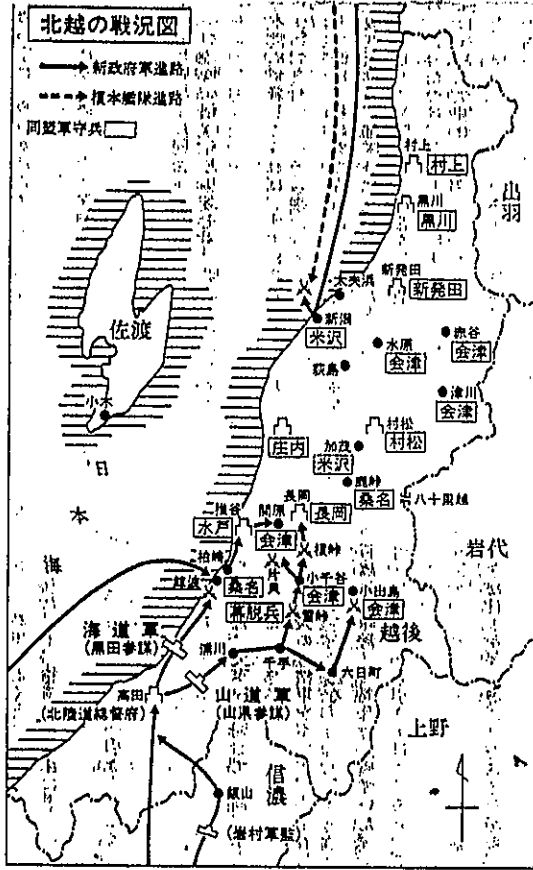 北越の戦況図
新政府軍進路
榎本艦隊進路
同盟軍守兵
村上
村上
出羽
黒川
黒川
新発田
新発田
太夫浜
新潟
米沢
水原
会津
赤谷
会津
荻島
津川
会津
佐渡
小木
庄内
村松
村松
加茂
米沢
鹿峠
桑名
八十里越
日本海
椎谷
水戸
関原
会津
長岡
長岡
榎峠
岩代
柏崎
鯨波
桑名
片貝
小千谷
会津
小出島
会津
幕脱兵
雪峠
越後
海道軍
(黒田参謀)
浦川
千手
六日町
高田
(北陸道総督府)
山道軍
(山県参謀)
上野
信濃
飯山
(岩村軍監)